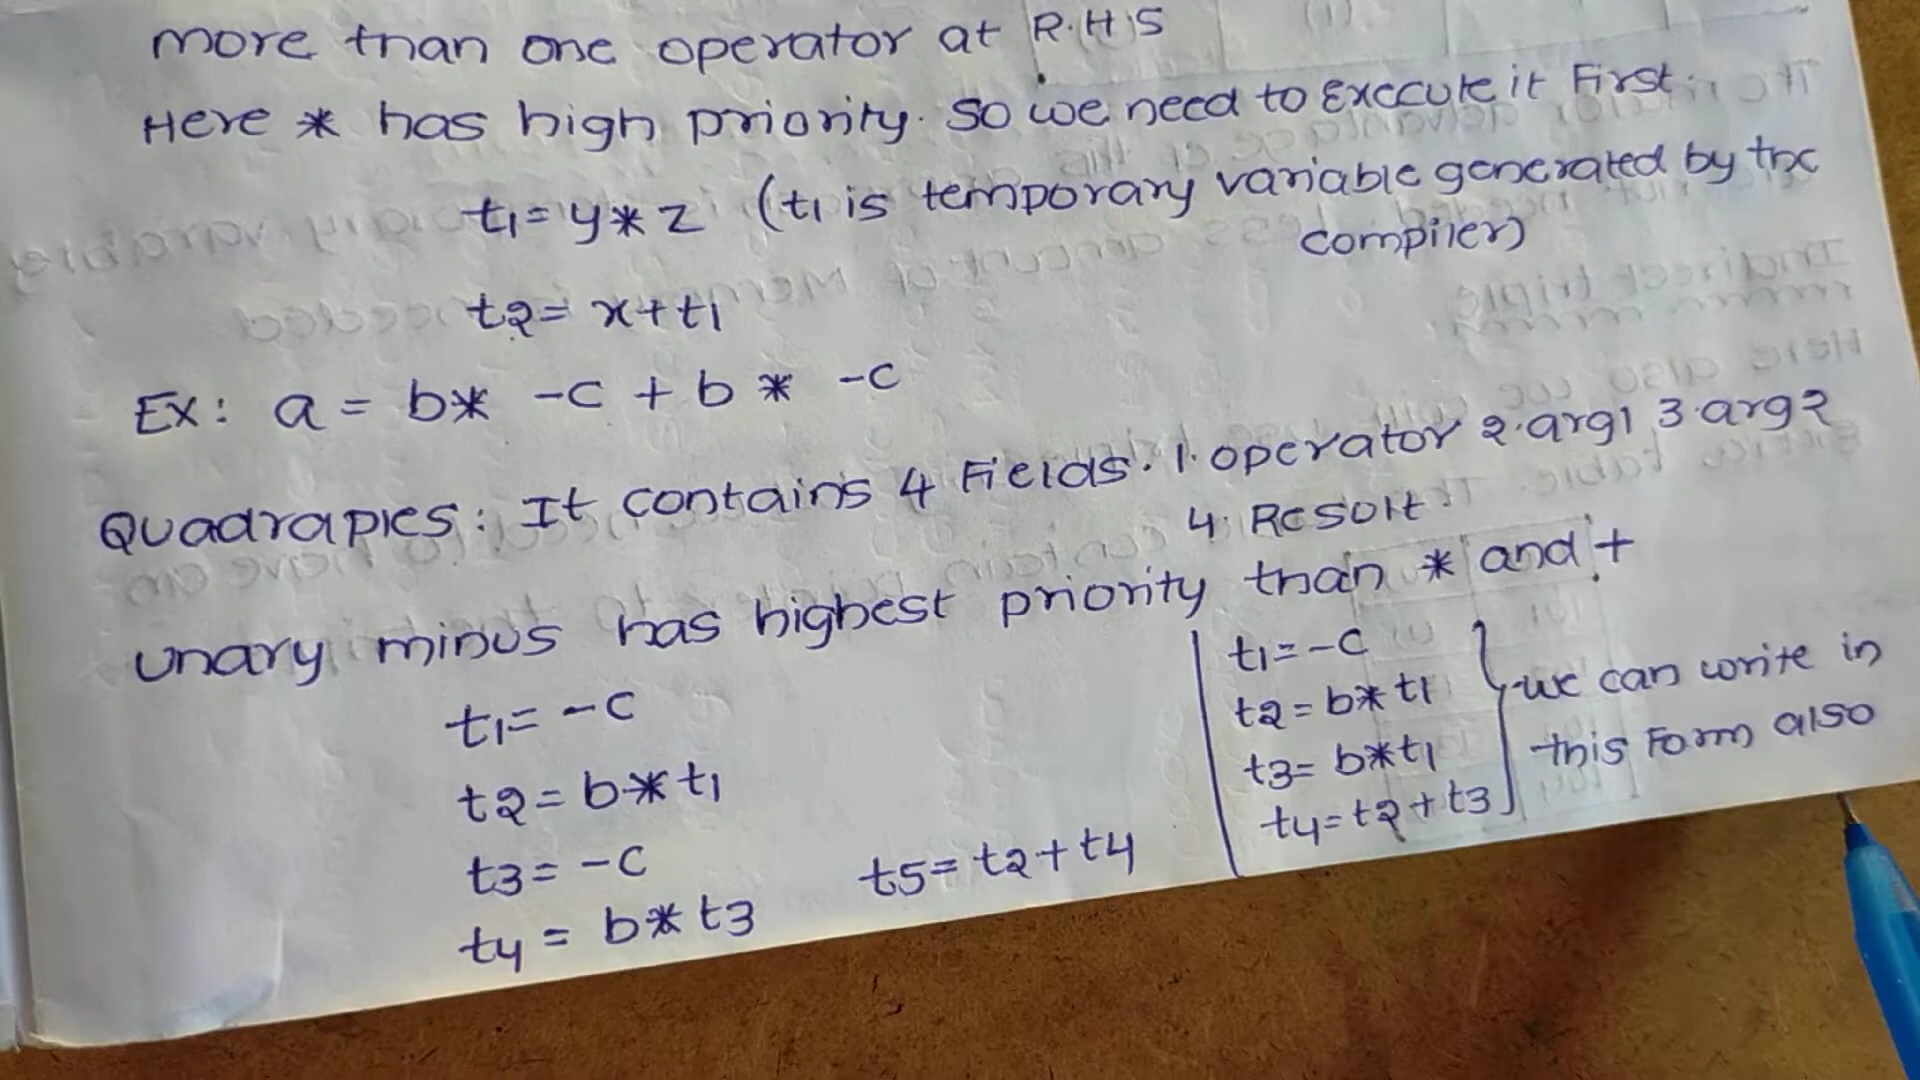 more than one operator at R.H.S
Here * has high priority. So we need to Execute it First.
t1 = y * z (t1 is temporary variable generated by the
compiler)
t2 = x + t1
Ex: a = b * -c + b * -c
Quadraples: It contains 4 Fields. 1. operator 2. arg1 3. arg2
4. Result
unary minus has highest priority than * and +
t1 = -c
t2 = b * t1
t3 = -c
t4 = b * t3
t5 = t2 + t4
t1 = -c
t2 = b * t1
t3 = b * t1
t4 = t2 + t3
we can write in
this Form also